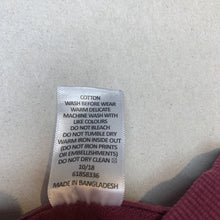 COTTON
WASH BEFORE WEAR
WARM DELICATE
MACHINE WASH WITH
LIKE COLOURS
DO NOT BLEACH
DO NOT TUMBLE DRY
WARM IRON INSIDE OUT
(DO NOT IRON PRINTS
OR EMBELLISHMENTS)
DO NOT DRY CLEAN
10/18
61858336
MADE IN BANGLADESH